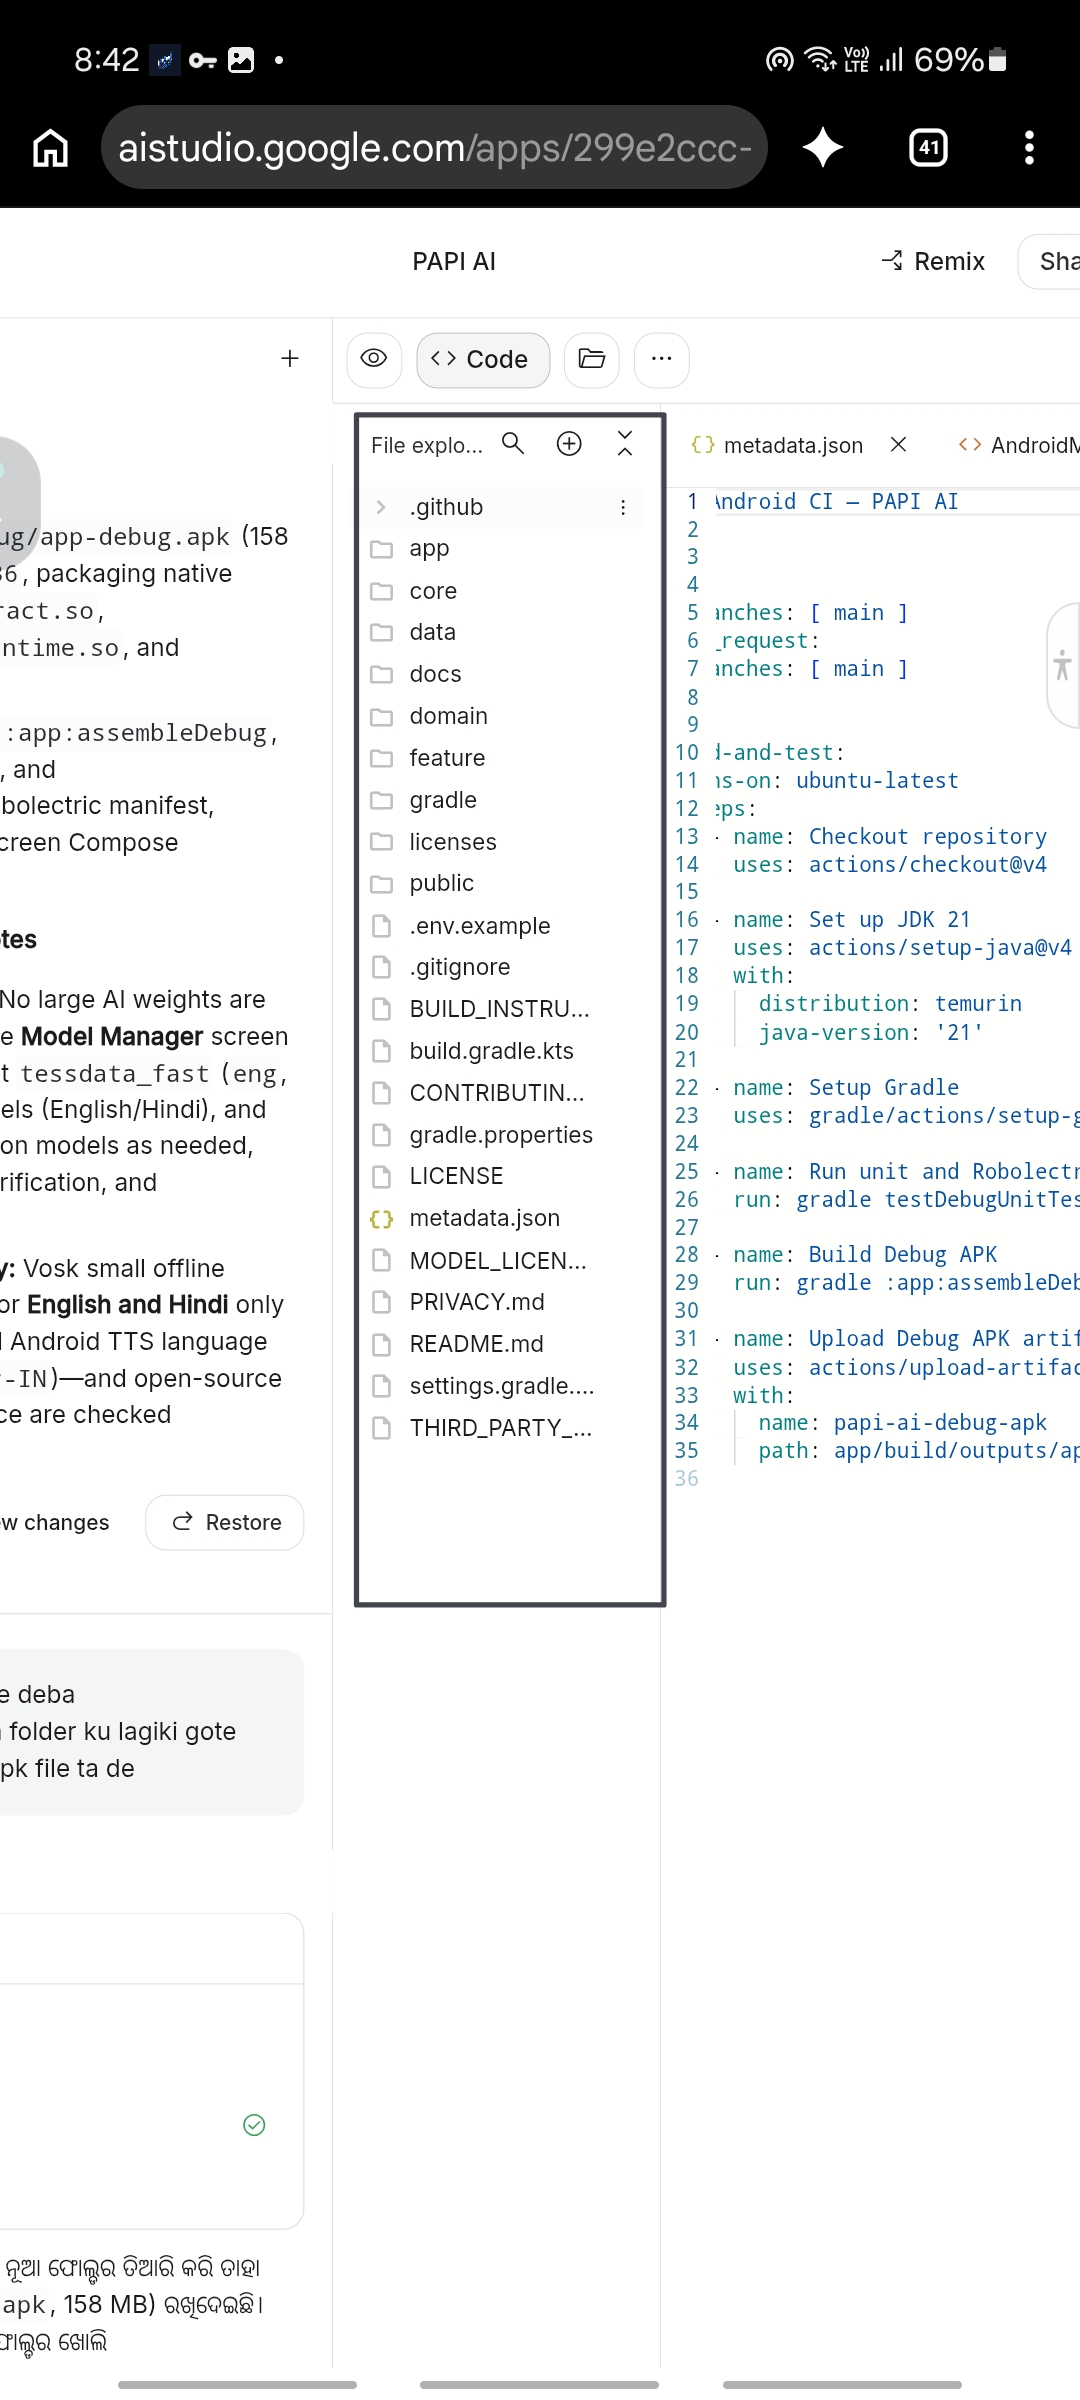 8:42
Vo))
LTE
69%
aistudio.google.com/apps/299e2ccc-
41
PAPI AI
Remix
Sha
Code
ug/app-debug.apk (158
36, packaging native
ract.so,
ntime.so, and
:app:assembleDebug,
, and
bolectric manifest,
creen Compose
tes
No large AI weights are
e Model Manager screen
t tessdata_fast (eng,
els (English/Hindi), and
on models as needed,
rification, and
y: Vosk small offline
or English and Hindi only
Android TTS language
-IN)—and open-source
ce are checked
ew changes
Restore
e deba
folder ku lagiki gote
pk file ta de
ନୂଆ ଫୋଲ୍ଡର ତିଆରି କରି ତାହା
apk, 158 MB) ରଖିଦେଇଛି।
ଫୋଲ୍ଡର ଖୋଲି
File explo...
.github
app
core
data
docs
domain
feature
gradle
licenses
public
.env.example
.gitignore
BUILD_INSTRU...
build.gradle.kts
CONTRIBUTIN...
gradle.properties
LICENSE
metadata.json
MODEL_LICEN...
PRIVACY.md
README.md
settings.gradle....
THIRD_PARTY_...
metadata.json
AndroidM
1 Android CI — PAPI AI
2
3
4
5 anches: [ main ]
6 _request:
7 anches: [ main ]
8
9
10 d-and-test:
11 ns-on: ubuntu-latest
12 eps:
13 - name: Checkout repository
14 uses: actions/checkout@v4
15
16 - name: Set up JDK 21
17 uses: actions/setup-java@v4
18 with:
19 distribution: temurin
20 java-version: '21'
21
22 - name: Setup Gradle
23 uses: gradle/actions/setup-g
24
25 - name: Run unit and Robolectr
26 run: gradle testDebugUnitTes
27
28 - name: Build Debug APK
29 run: gradle :app:assembleDeb
30
31 - name: Upload Debug APK artif
32 uses: actions/upload-artifac
33 with:
34 name: papi-ai-debug-apk
35 path: app/build/outputs/ap
36